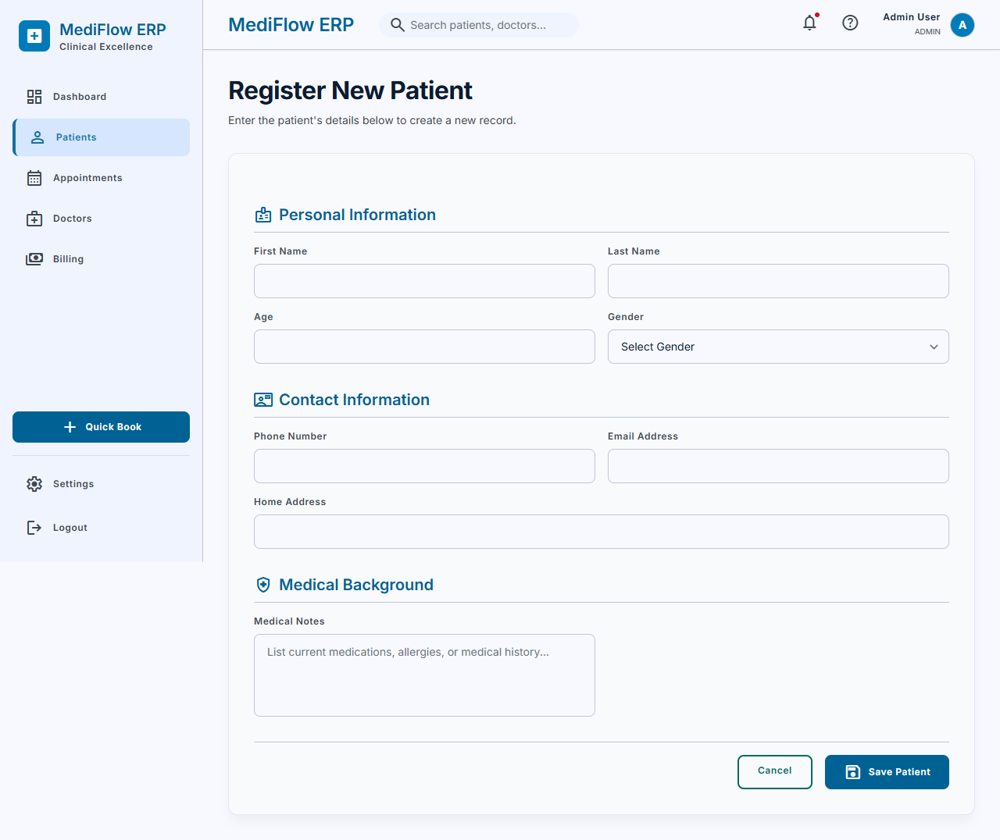 MediFlow ERP
Clinical Excellence
Dashboard
Patients
Appointments
Doctors
Billing
Quick Book
Settings
Logout
MediFlow ERP
Search patients, doctors...
Admin User
ADMIN
A
Register New Patient
Enter the patient's details below to create a new record.
Personal Information
First Name
Last Name
Age
Gender
Select Gender
Contact Information
Phone Number
Email Address
Home Address
Medical Background
Medical Notes
List current medications, allergies, or medical history...
Cancel
Save Patient